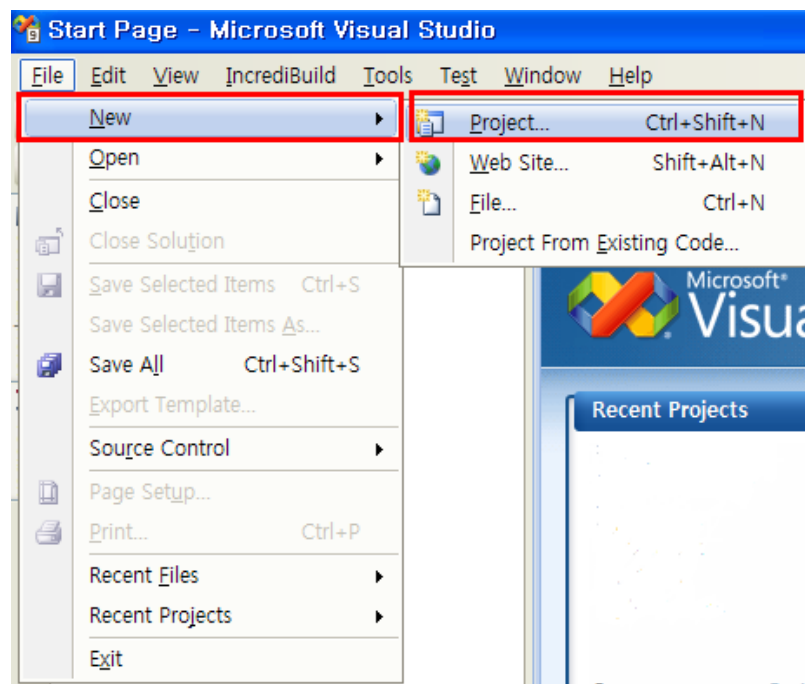 Start Page - Microsoft Visual Studio
File Edit View IncrediBuild Tools Test Window Help
New
Open
Close
Close Solution
Save Selected Items Ctrl+S
Save Selected Items As...
Save All Ctrl+Shift+S
Export Template...
Source Control
Page Setup...
Print... Ctrl+P
Recent Files
Recent Projects
Exit
Project... Ctrl+Shift+N
Web Site... Shift+Alt+N
File... Ctrl+N
Project From Existing Code...
Microsoft®
Visua
Recent Projects